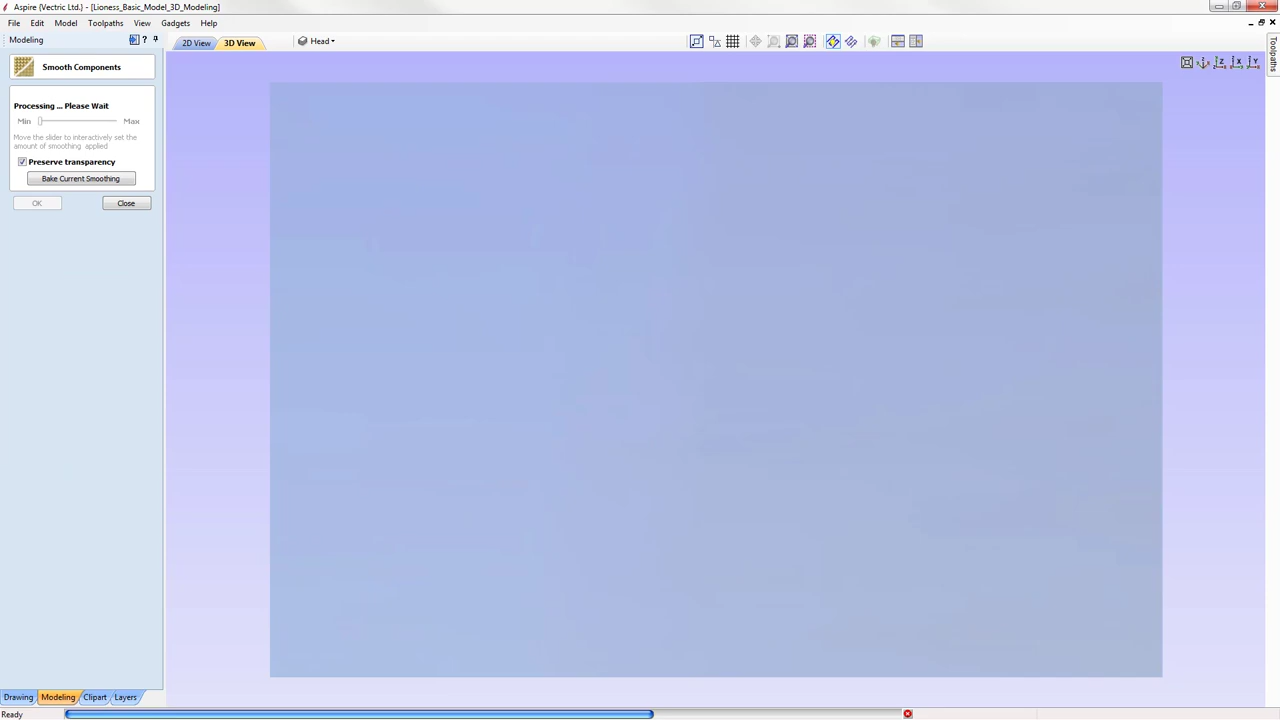 Aspire (Vectric Ltd.) - [Lioness_Basic_Model_3D_Modeling]
File Edit Model Toolpaths View Gadgets Help
Modeling ?
2D View 3D View Head
Toolpaths
Z X Y
Smooth Components
Processing ... Please Wait
Min Max
Move the slider to interactively set the
amount of smoothing applied
Preserve transparency
Bake Current Smoothing
OK Close
Drawing Modeling Clipart Layers
Ready